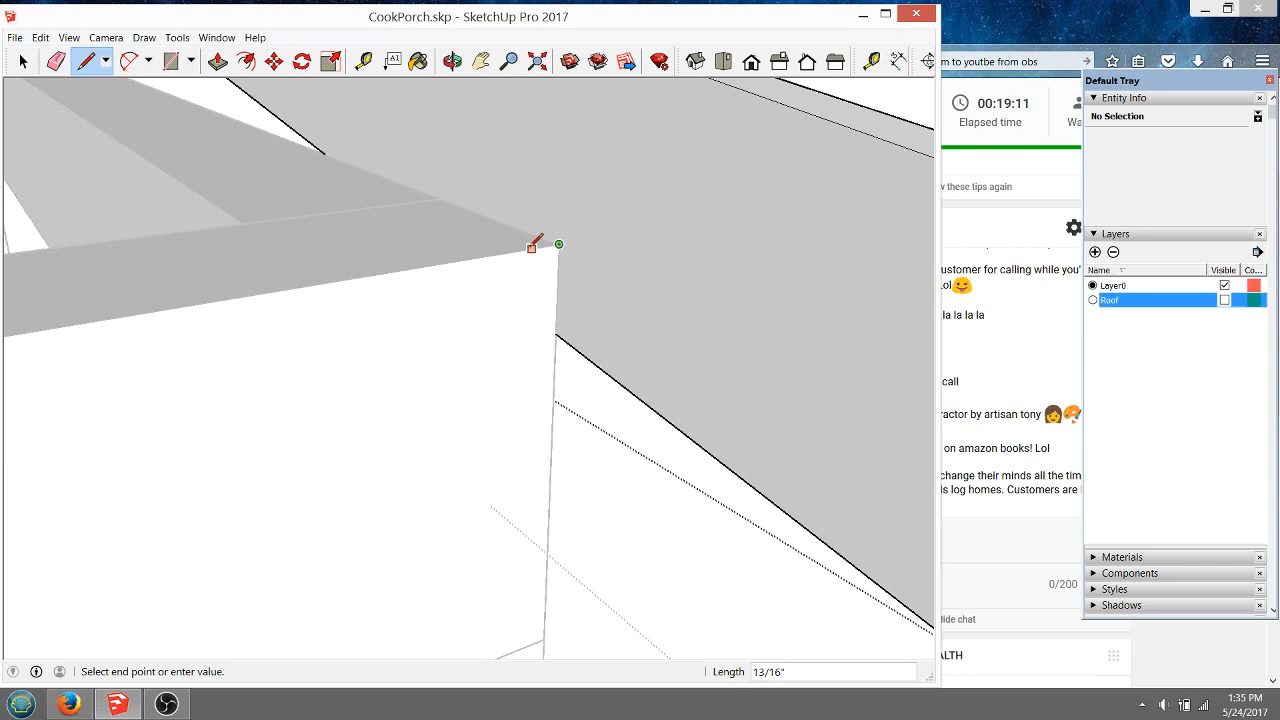 CookPorch.skp - SketchUp Pro 2017
File Edit View Camera Draw Tools Window Help
m to youtbe from obs
Default Tray
Entity Info
No Selection
00:19:11
Elapsed time
Wa
w these tips again
Layers
Name Visible Co...
Layer0
Roof
ustomer for calling while you'
ol😜
la la la la
call
ractor by artisan tony 👩🎨
on amazon books! Lol
change their minds all the tim
ls log homes. Customers are
Materials
Components
Styles
Shadows
0/200
lide chat
ALTH
Select end point or enter value.
Length 13/16"
1:35 PM
5/24/2017